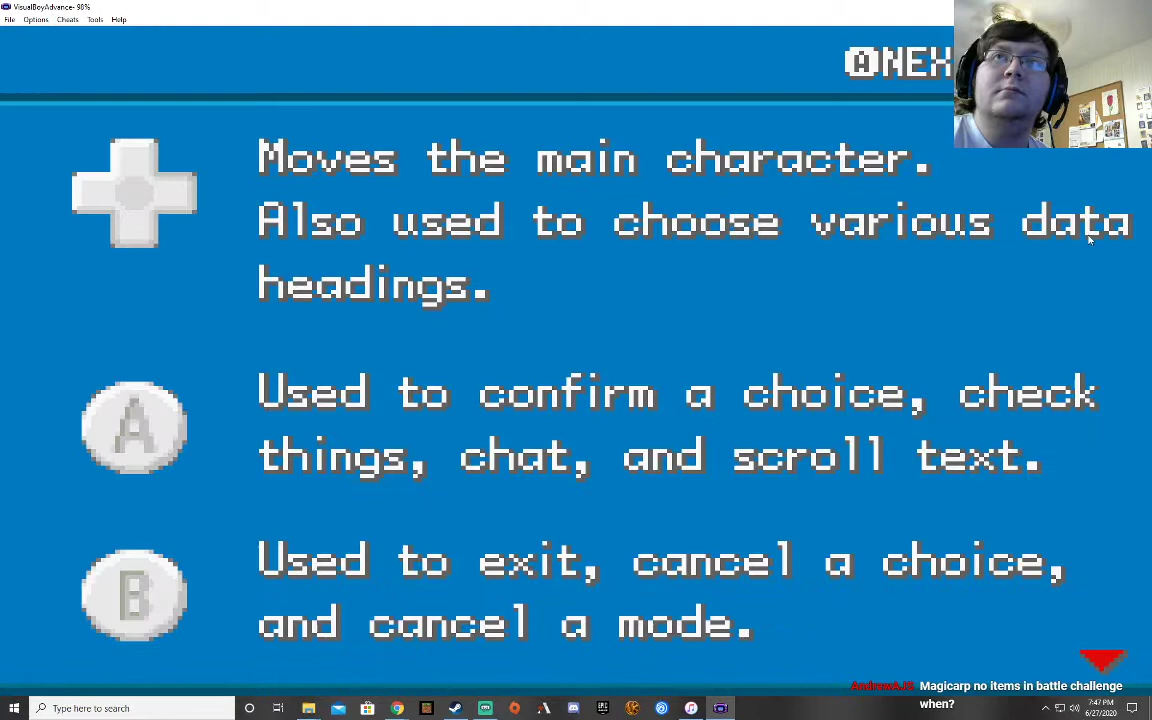 VisualBoyAdvance- 98%
File Options Cheats Tools Help
A NEX
Moves the main character.
Also used to choose various data
headings.
A
Used to confirm a choice, check
things, chat, and scroll text.
B
Used to exit, cancel a choice,
and cancel a mode.
Magicarp no items in battle challenge
when?
Type here to search
7:47 PM
6/27/2020